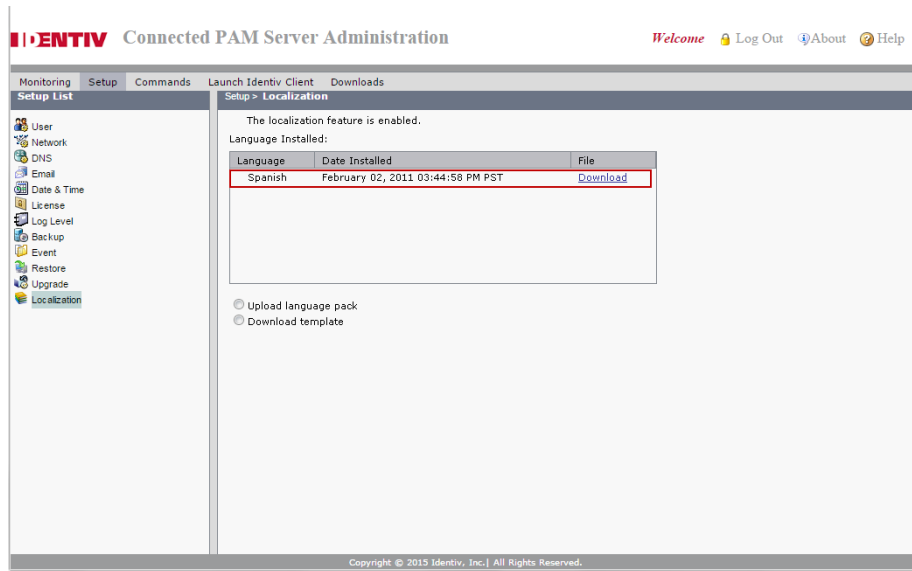 IDENTIV Connected PAM Server Administration Welcome Log Out About Help
Monitoring Setup Commands Launch Identiv Client Downloads
Setup List
User
Network
DNS
Email
Date & Time
License
Log Level
Backup
Event
Restore
Upgrade
Localization
Setup > Localization
The localization feature is enabled.
Language Installed:
Language Date Installed File
Spanish February 02, 2011 03:44:58 PM PST Download
Upload language pack
Download template
Copyright © 2015 Identiv, Inc.| All Rights Reserved.